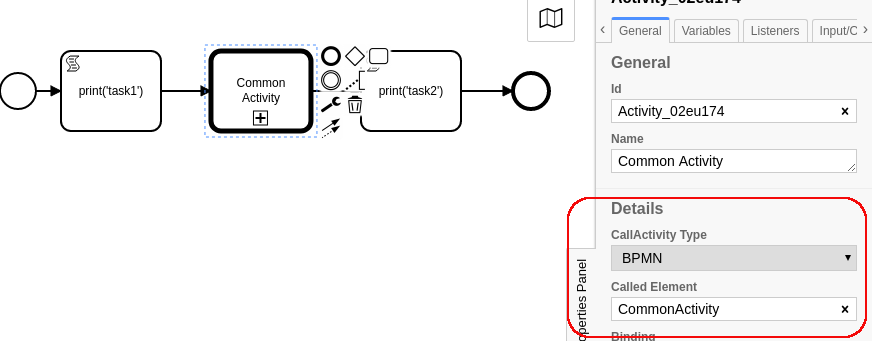 Activity_02eu174
General
Variables
Listeners
Input/O
General
Id
Activity_02eu174
Name
Common Activity
Details
CallActivity Type
BPMN
Called Element
CommonActivity
Binding
operties Panel
print('task1')
Common
Activity
print('task2')